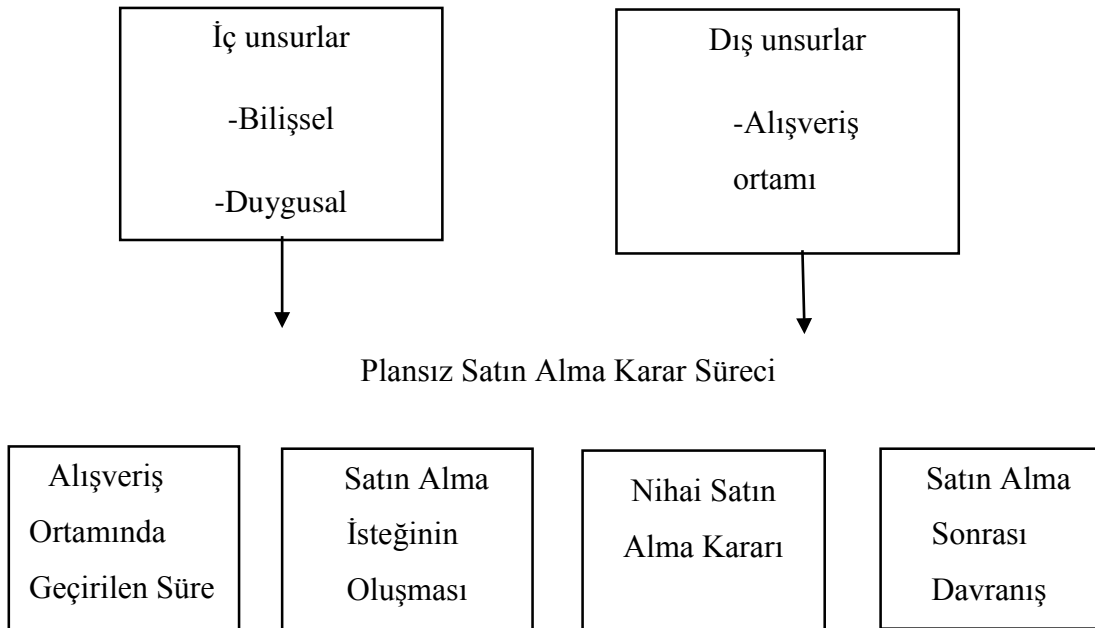 İç unsurlar
-Bilişsel
-Duygusal
Dış unsurlar
-Alışveriş
ortamı
Plansız Satın Alma Karar Süreci
Alışveriş
Ortamında
Geçirilen Süre
Satın Alma
İsteğinin
Oluşması
Nihai Satın
Alma Kararı
Satın Alma
Sonrası
Davranış